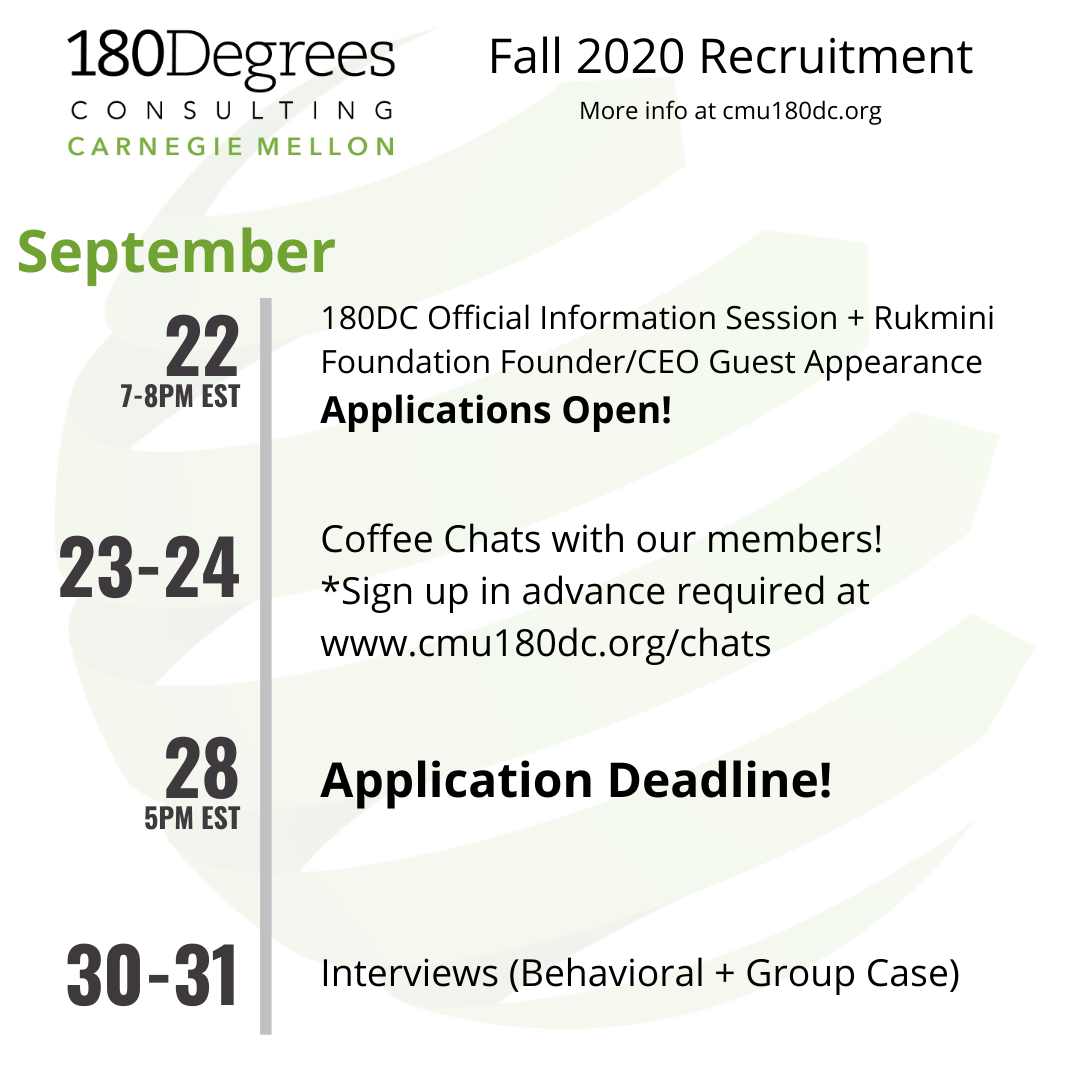 180Degrees
CONSULTING
CARNEGIE MELLON
Fall 2020 Recruitment
More info at cmu180dc.org
September
22
7-8PM EST
180DC Official Information Session + Rukmini
Foundation Founder/CEO Guest Appearance
Applications Open!
23-24
Coffee Chats with our members!
*Sign up in advance required at
www.cmu180dc.org/chats
28
5PM EST
Application Deadline!
30-31
Interviews (Behavioral + Group Case)